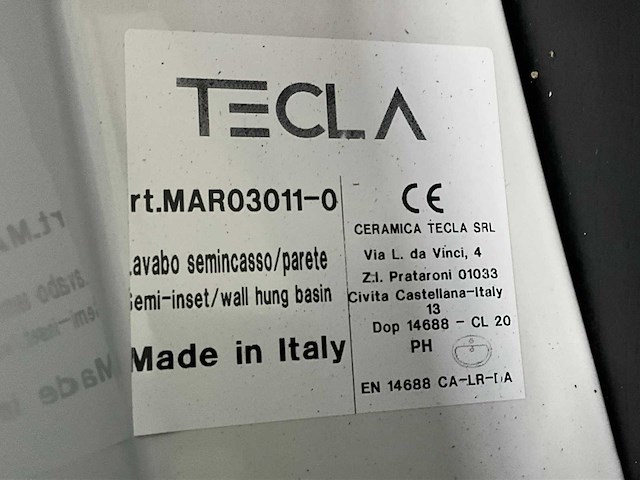 TECLA
rt.MAR03011-0
avabo semincasso/parete
emi-inset/wall hung basin
Made in Italy
CE
CERAMICA TECLA SRL
Via L. da Vinci, 4
Z.I. Prataroni 01033
Civita Castellana-Italy
13
Dop 14688 - CL 20
PH
EN 14688 CA-LR-DA